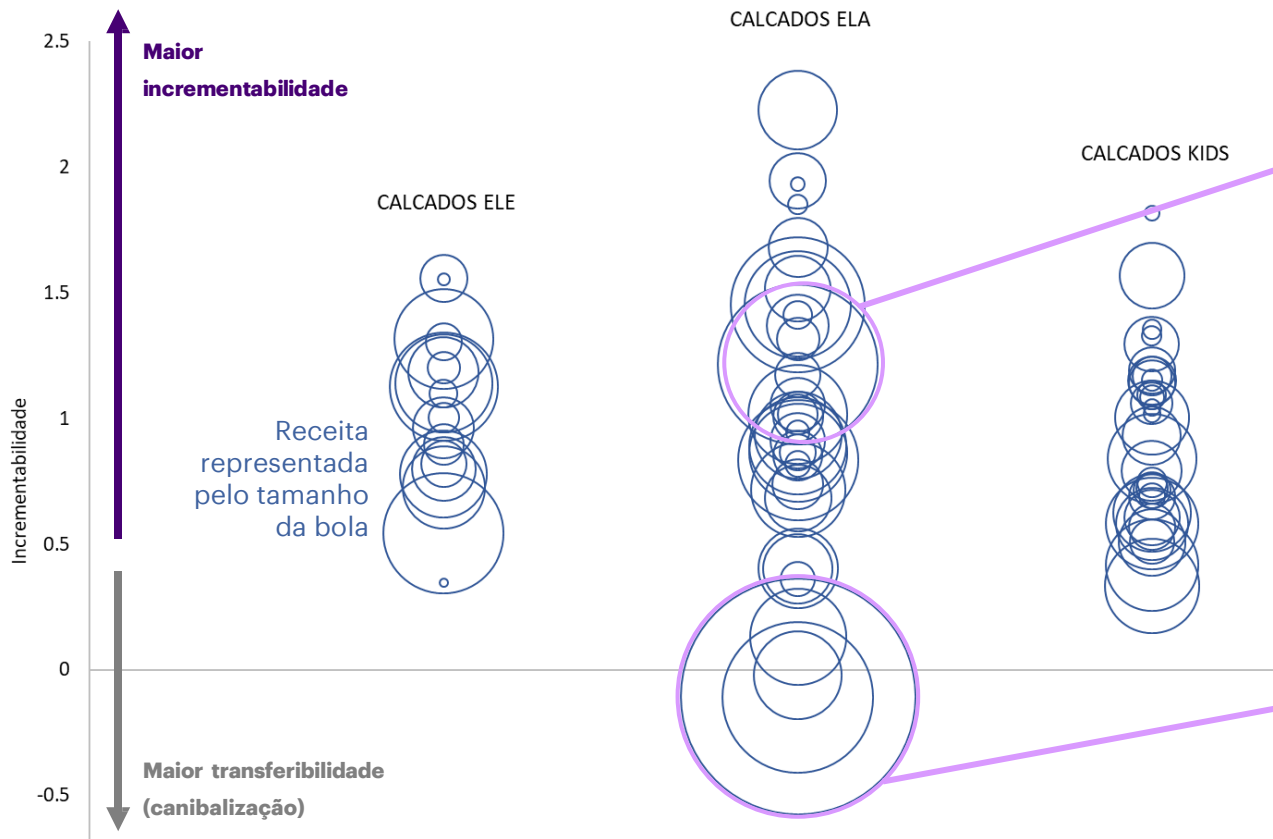 CALCADOS ELA
2.5
Maior
incrementabilidade
2
CALCADOS KIDS
CALCADOS ELE
1.5
1
Receita
representada
pelo tamanho
da bola
Incrementabilidade
0.5
0
Maior transferibilidade
(canibalização)
-0.5